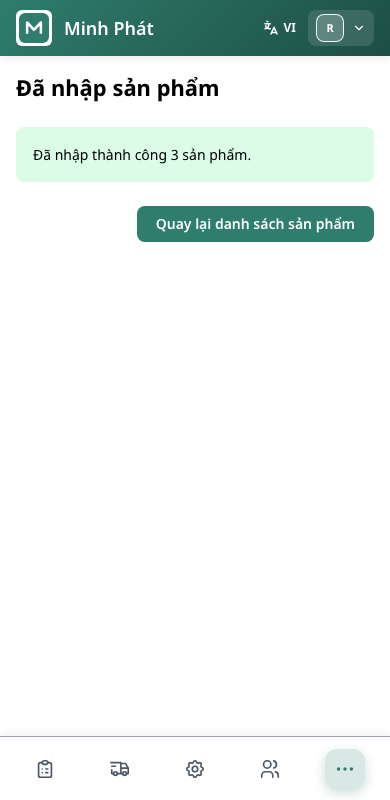 Minh Phát
VI
R
Đã nhập sản phẩm
Đã nhập thành công 3 sản phẩm.
Quay lại danh sách sản phẩm